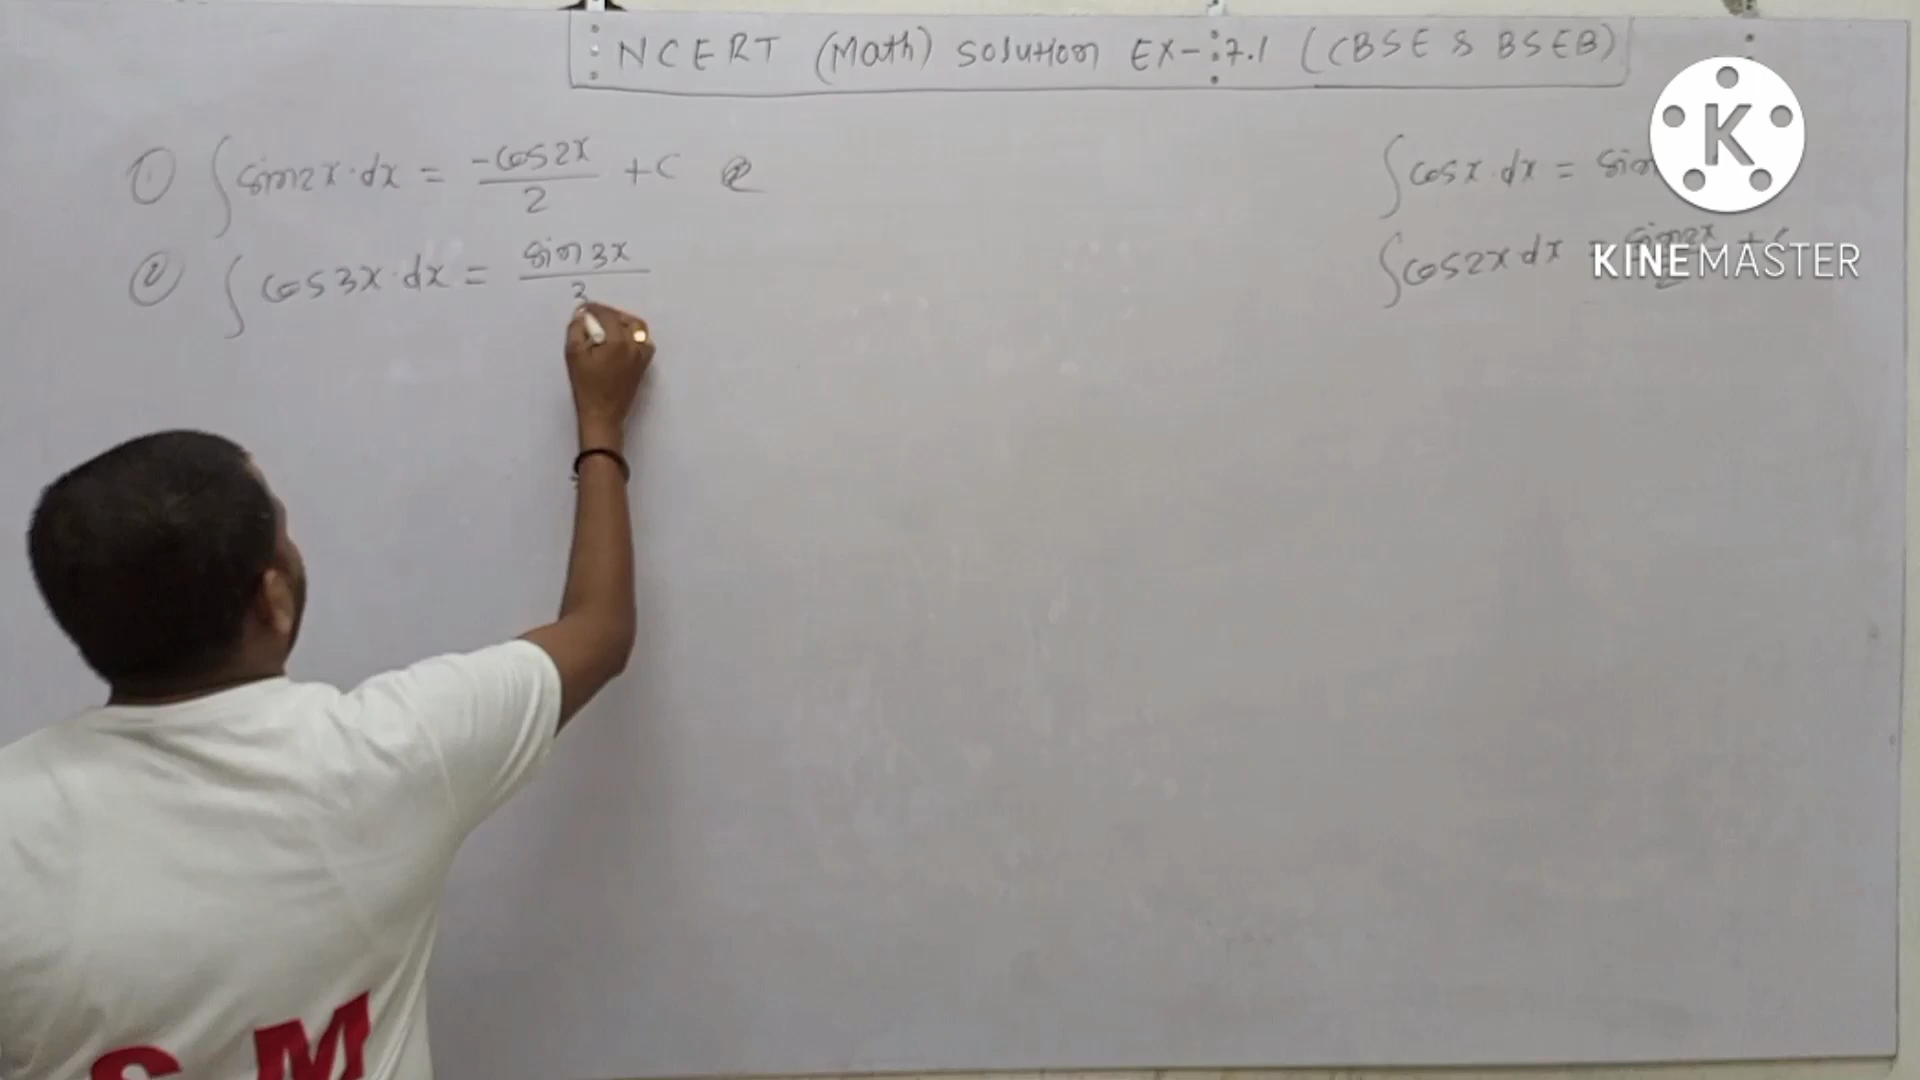 NCERT (Math) Solution EX-:7.1 (CBSE & BSEB)
① ∫ sin2x·dx = -cos2x/2 + C
② ∫ cos3x·dx = sin3x/3
∫ cosx·dx = sin
∫ cos2x dx = sin2x/2 + C
K
KINEMASTER
S M